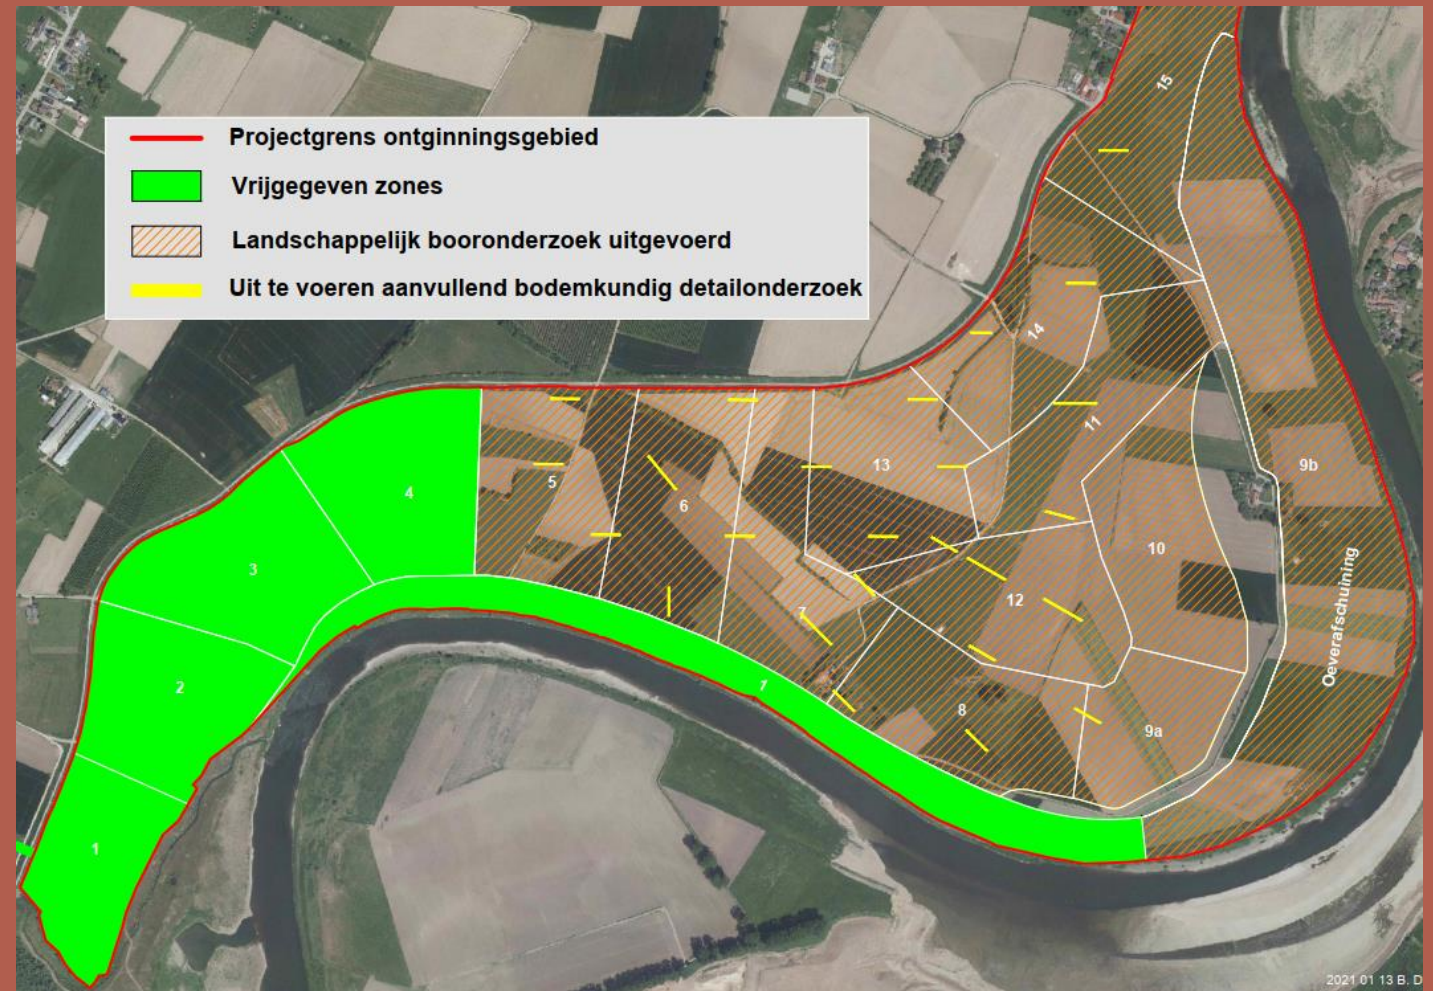 15
Projectgrens ontginningsgebied
Vrijgegeven zones
Landschappelijk booronderzoek uitgevoerd
Uit te voeren aanvullend bodemkundig detailonderzoek
14
11
13
9b
4
5
6
10
3
12
7
Oeverafschuining
2
1
8
9a
1
2021 01 13 B. D